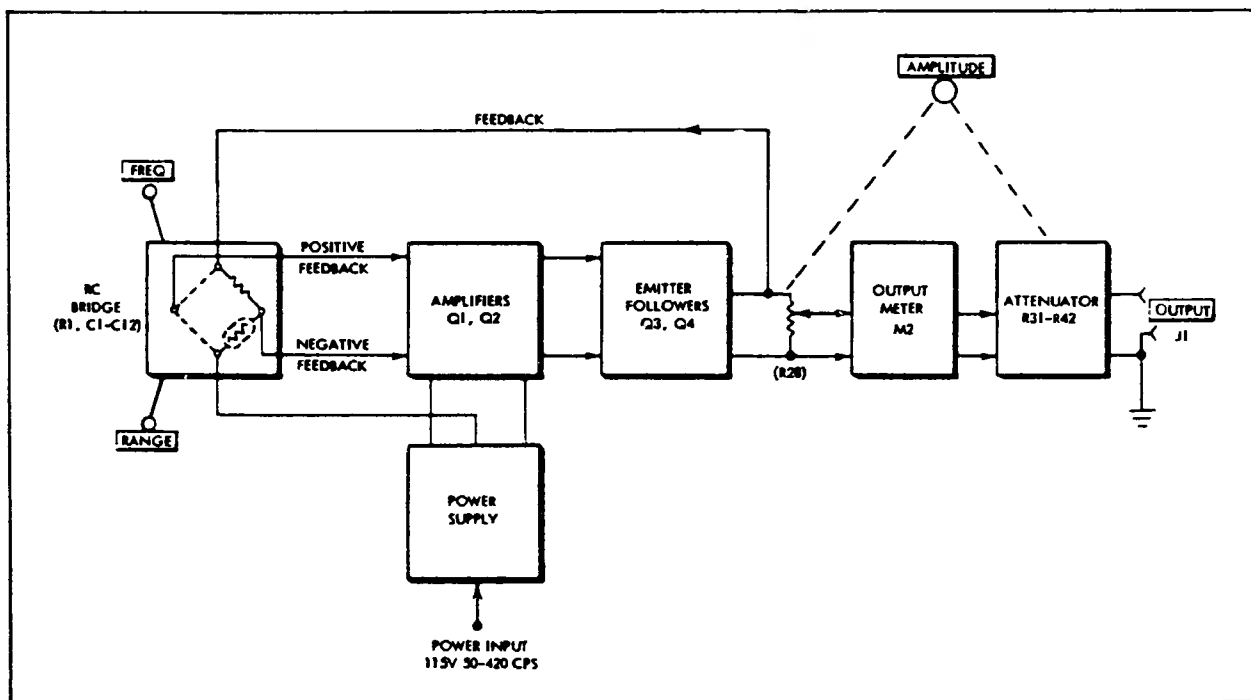 AMPLITUDE
FEEDBACK
FREQ
POSITIVE
FEEDBACK
RC
BRIDGE
(R1, C1-C12)
AMPLIFIERS
Q1, Q2
EMITTER
FOLLOWERS
Q3, Q4
OUTPUT
METER
M2
ATTENUATOR
R31-R42
OUTPUT
J1
NEGATIVE
FEEDBACK
(R28)
RANGE
POWER
SUPPLY
POWER INPUT
115V 50-420 CPS